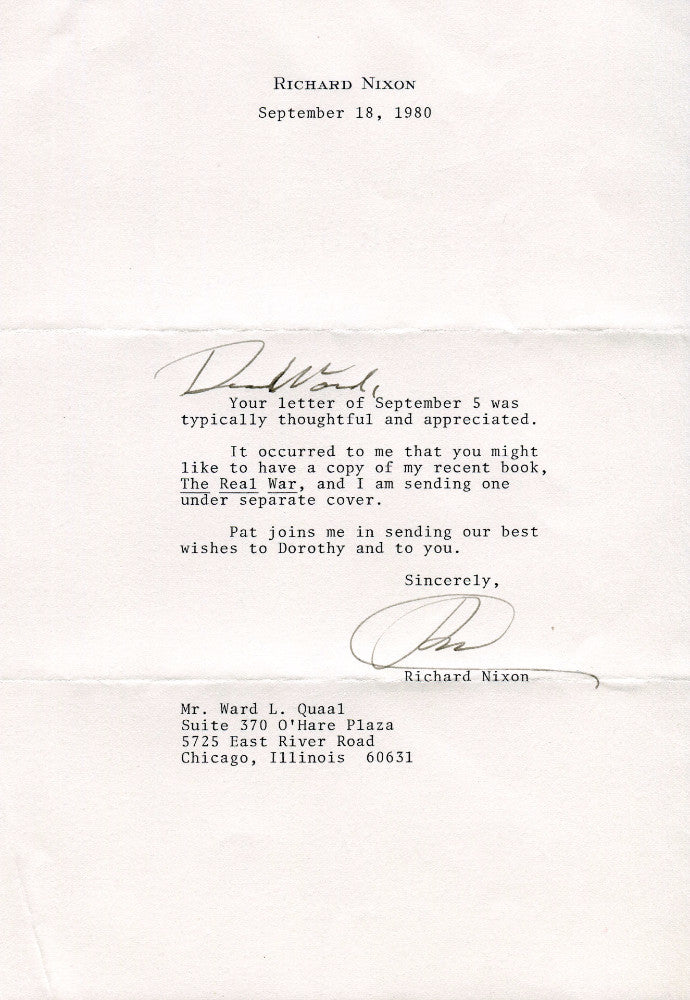 RICHARD NIXON
September 18, 1980
Dear Ward,
Your letter of September 5 was
typically thoughtful and appreciated.
It occurred to me that you might
like to have a copy of my recent book,
The Real War, and I am sending one
under separate cover.
Pat joins me in sending our best
wishes to Dorothy and to you.
Sincerely,
Richard Nixon
Mr. Ward L. Quaal
Suite 370 O'Hare Plaza
5725 East River Road
Chicago, Illinois 60631